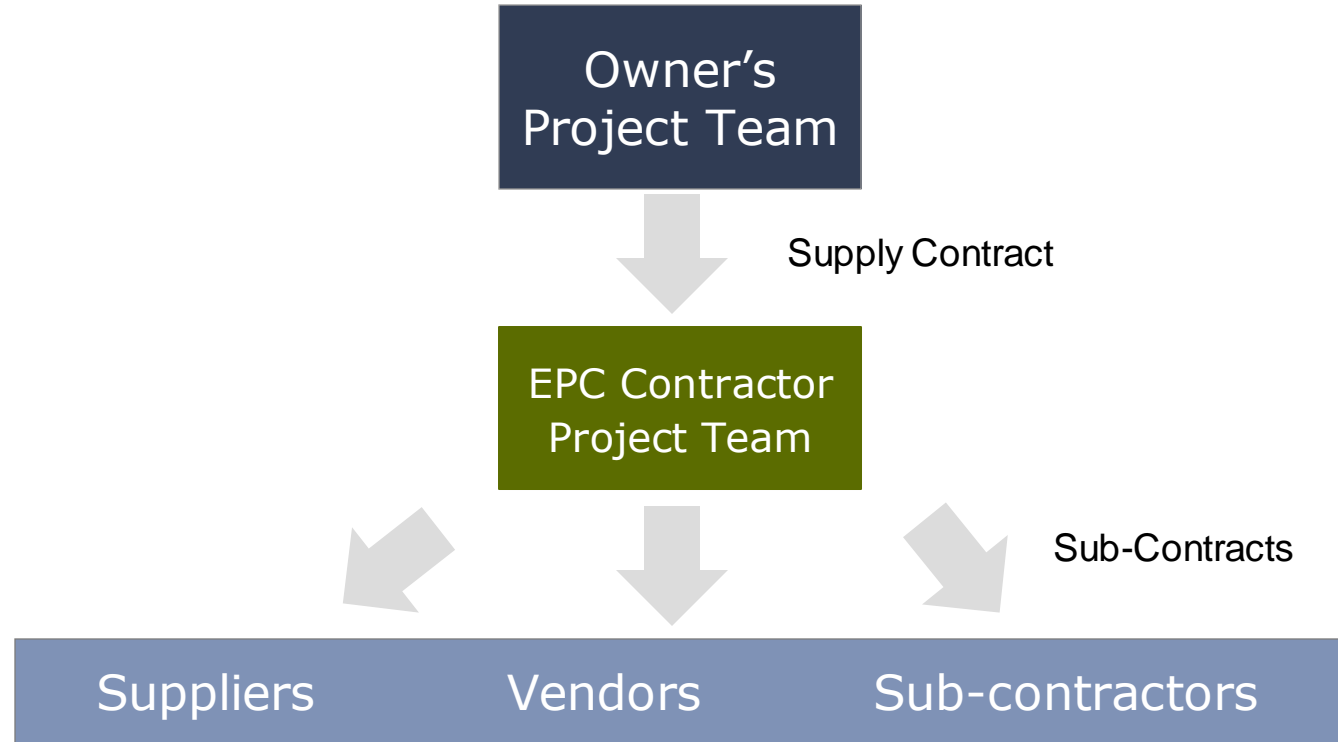 Owner’s
Project Team
Supply Contract
EPC Contractor
Project Team
Sub-Contracts
Suppliers Vendors Sub-contractors